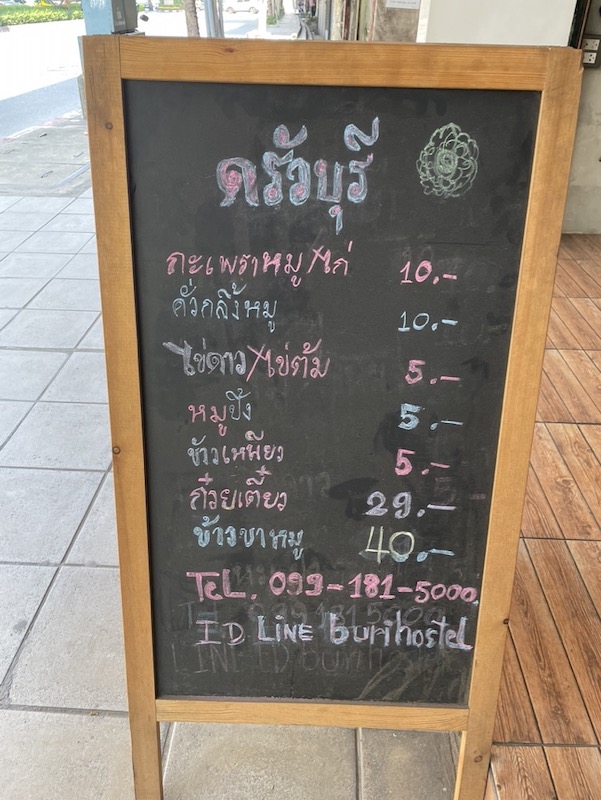 ครัวบุรี
กะเพราหมู/ไก่ 10.-
คั่วกลิ้งหมู 10.-
ไข่ดาว/ไข่ต้ม 5.-
หมูปิ้ง 5.-
ข้าวเหนียว 5.-
ก๋วยเตี๋ยว 29.-
ข้าวขาหมู 40.-
TeL. 099-181-5000
ID LINE burihostel